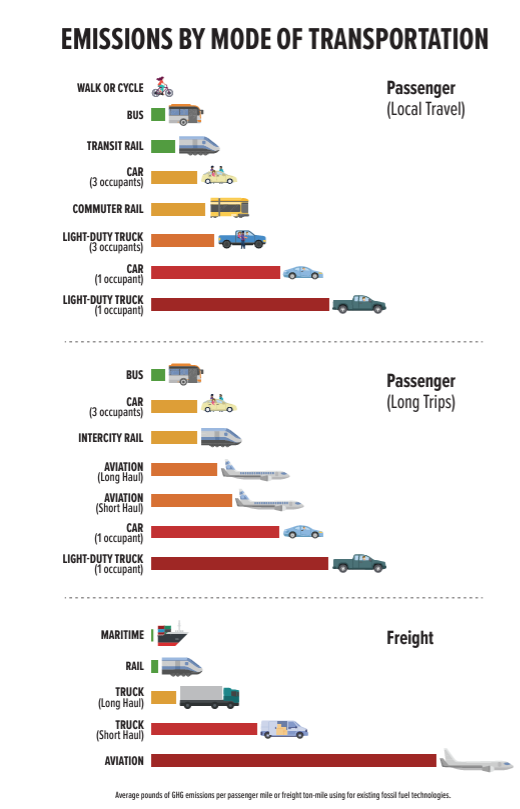 EMISSIONS BY MODE OF TRANSPORTATION
Passenger
(Local Travel)
WALK OR CYCLE
BUS
TRANSIT RAIL
CAR
(3 occupants)
COMMUTER RAIL
LIGHT-DUTY TRUCK
(3 occupants)
CAR
(1 occupant)
LIGHT-DUTY TRUCK
(1 occupant)
Passenger
(Long Trips)
BUS
CAR
(3 occupants)
INTERCITY RAIL
AVIATION
(Long Haul)
AVIATION
(Short Haul)
CAR
(1 occupant)
LIGHT-DUTY TRUCK
(1 occupant)
Freight
MARITIME
RAIL
TRUCK
(Long Haul)
TRUCK
(Short Haul)
AVIATION
Average pounds of GHG emissions per passenger mile or freight ton-mile using for existing fossil fuel technologies.